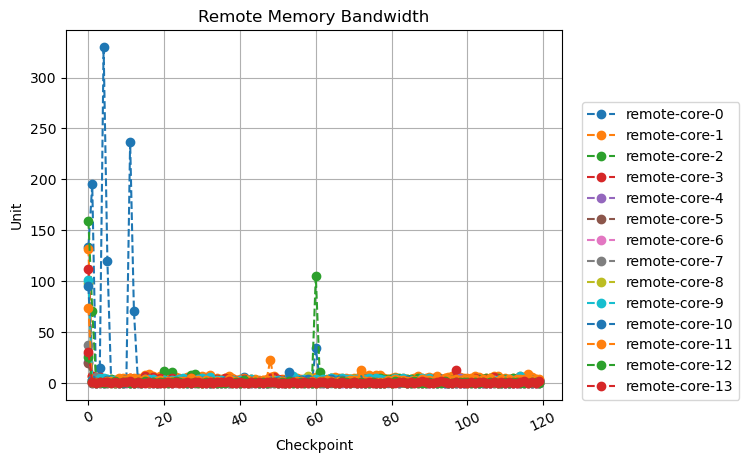 Remote Memory Bandwidth
Unit
300
250
200
150
100
50
0
0 20 40 60 80 100 120
Checkpoint
remote-core-0
remote-core-1
remote-core-2
remote-core-3
remote-core-4
remote-core-5
remote-core-6
remote-core-7
remote-core-8
remote-core-9
remote-core-10
remote-core-11
remote-core-12
remote-core-13